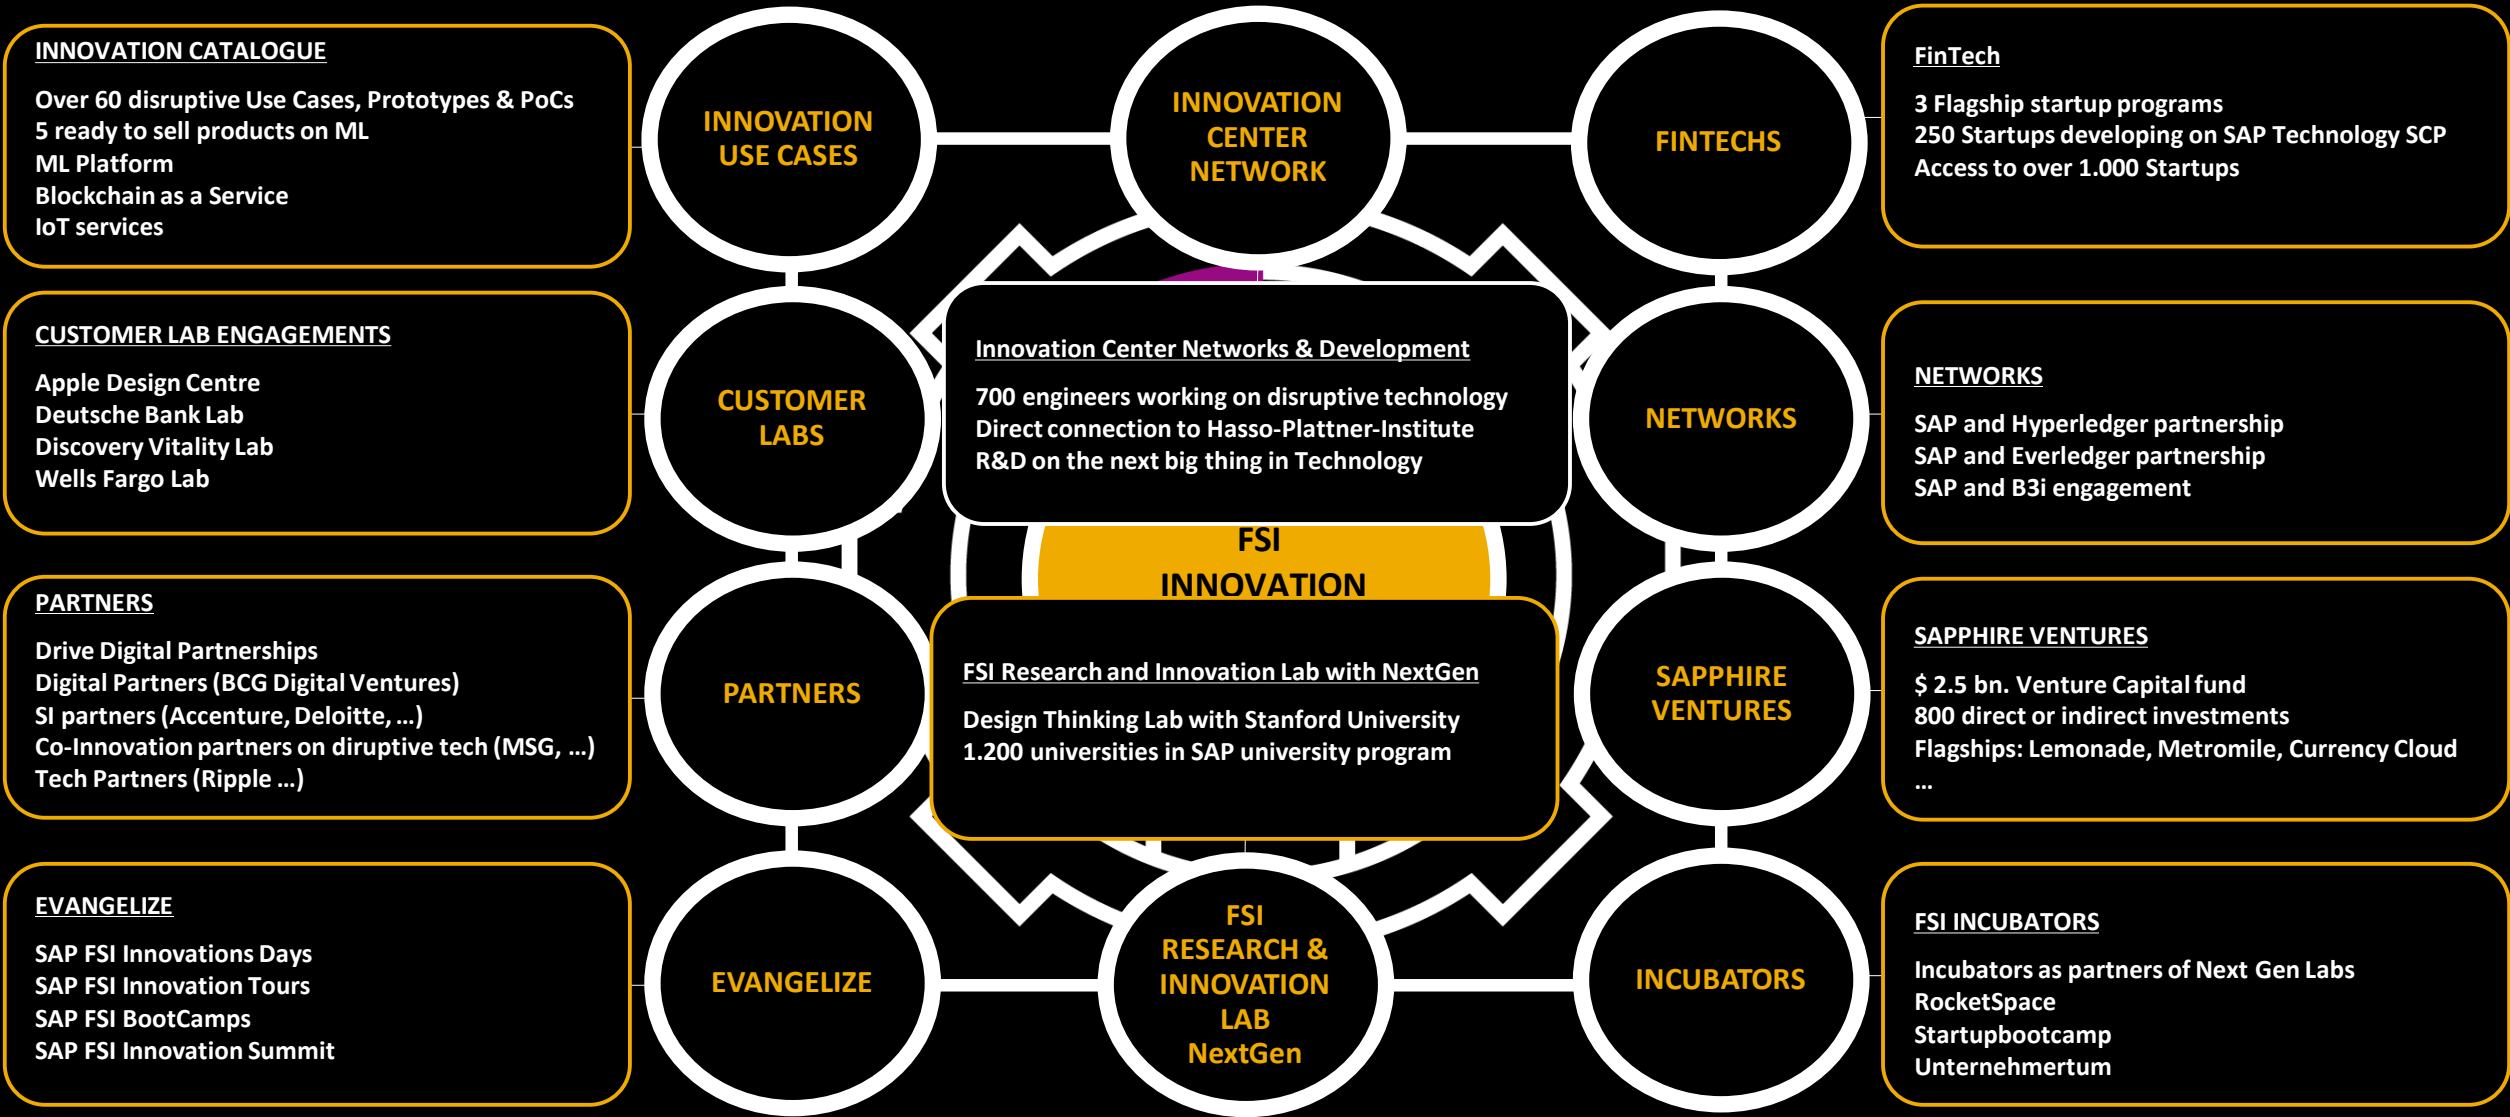 INNOVATION CATALOGUE
Over 60 disruptive Use Cases, Prototypes & PoCs
5 ready to sell products on ML
ML Platform
Blockchain as a Service
IoT services
INNOVATION
USE CASES
INNOVATION
CENTER
NETWORK
FINTECHS
FinTech
3 Flagship startup programs
250 Startups developing on SAP Technology SCP
Access to over 1.000 Startups
CUSTOMER LAB ENGAGEMENTS
Apple Design Centre
Deutsche Bank Lab
Discovery Vitality Lab
Wells Fargo Lab
CUSTOMER
LABS
Innovation Center Networks & Development
700 engineers working on disruptive technology
Direct connection to Hasso-Plattner-Institute
R&D on the next big thing in Technology
NETWORKS
NETWORKS
SAP and Hyperledger partnership
SAP and Everledger partnership
SAP and B3i engagement
FSI
INNOVATION
PARTNERS
Drive Digital Partnerships
Digital Partners (BCG Digital Ventures)
SI partners (Accenture, Deloitte, ...)
Co-Innovation partners on diruptive tech (MSG, ...)
Tech Partners (Ripple ...)
PARTNERS
FSI Research and Innovation Lab with NextGen
Design Thinking Lab with Stanford University
1.200 universities in SAP university program
SAPPHIRE
VENTURES
SAPPHIRE VENTURES
$ 2.5 bn. Venture Capital fund
800 direct or indirect investments
Flagships: Lemonade, Metromile, Currency Cloud
...
EVANGELIZE
SAP FSI Innovations Days
SAP FSI Innovation Tours
SAP FSI BootCamps
SAP FSI Innovation Summit
EVANGELIZE
FSI
RESEARCH &
INNOVATION
LAB
NextGen
INCUBATORS
FSI INCUBATORS
Incubators as partners of Next Gen Labs
RocketSpace
Startupbootcamp
Unternehmertum